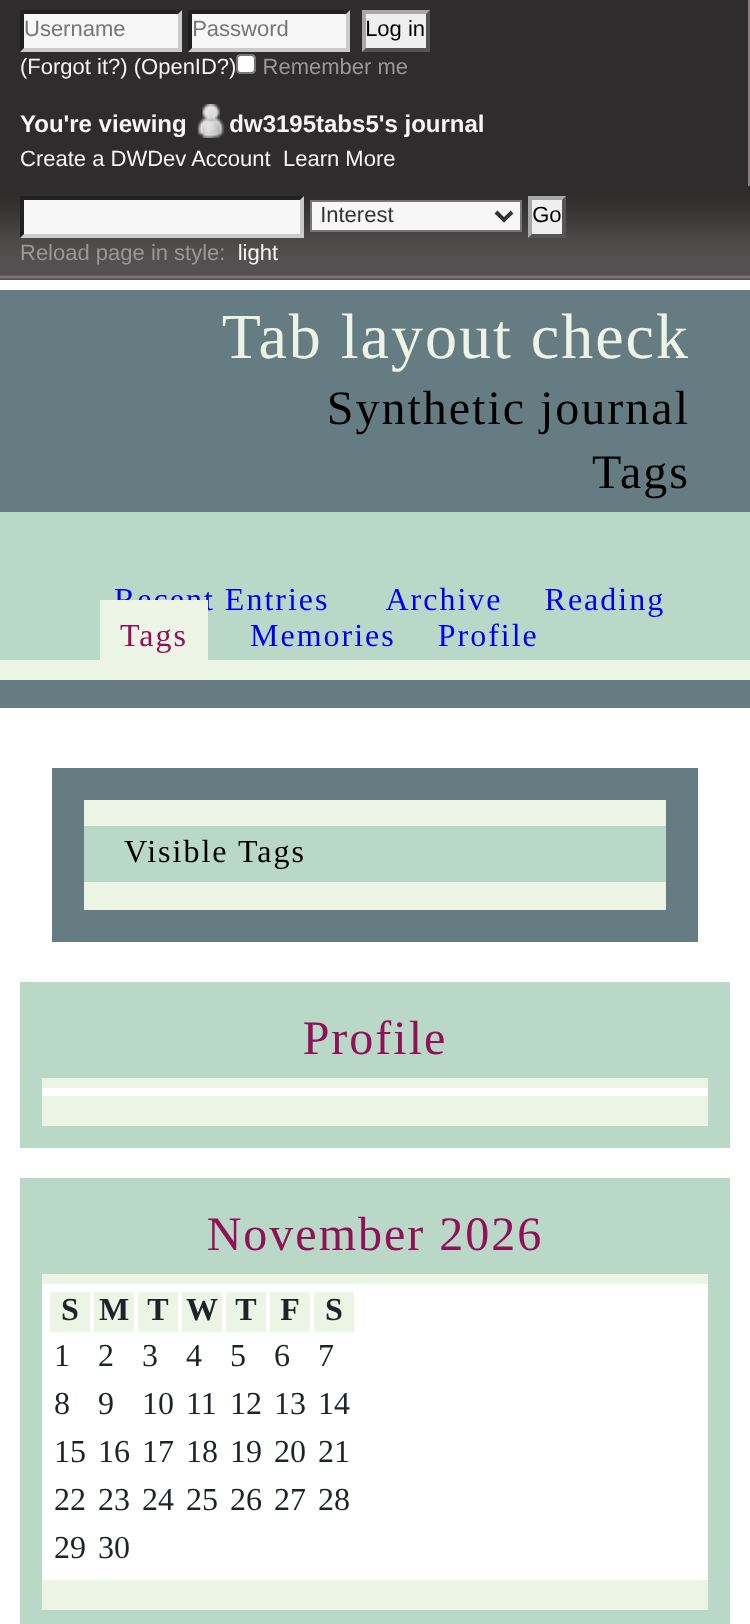 Username Password Log in
(Forgot it?) (OpenID?) Remember me
You're viewing dw3195tabs5's journal
Create a DWDev Account Learn More
Interest Go
Reload page in style: light
Tab layout check
Synthetic journal
Tags
Recent Entries Archive Reading
Tags Memories Profile
Visible Tags
Profile
November 2026
S M T W T F S
1 2 3 4 5 6 7
8 9 10 11 12 13 14
15 16 17 18 19 20 21
22 23 24 25 26 27 28
29 30